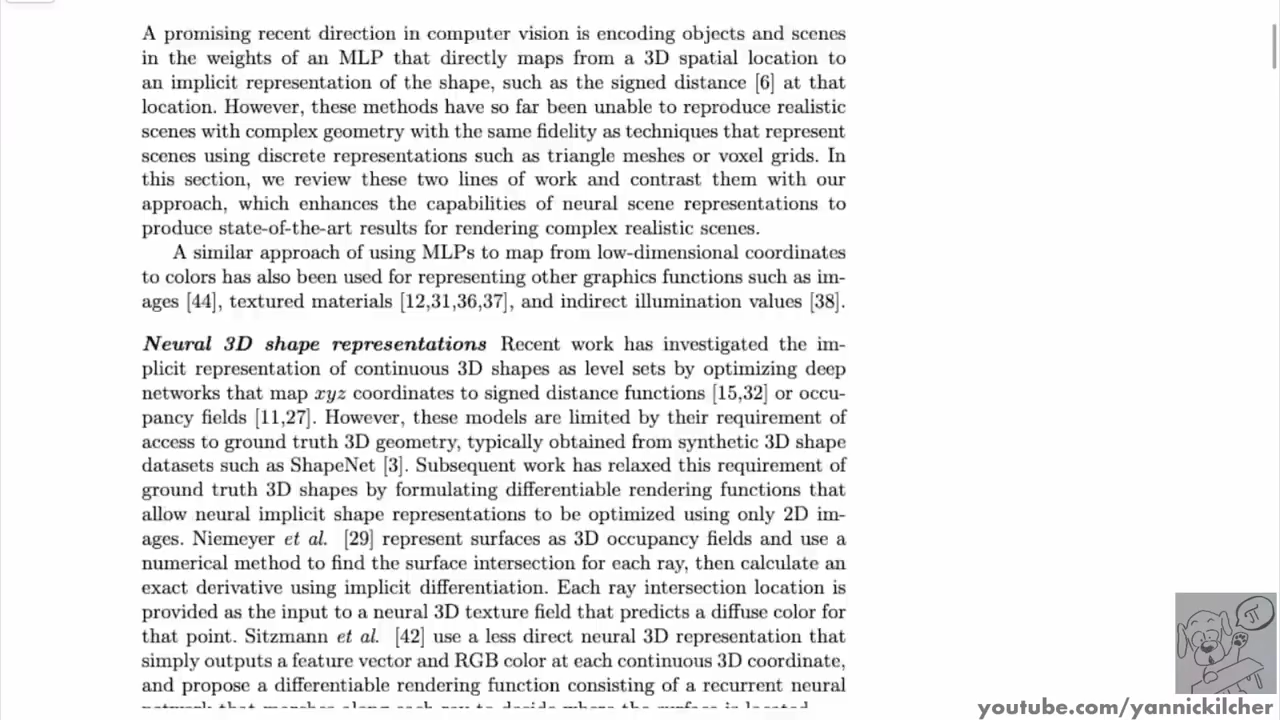 A promising recent direction in computer vision is encoding objects and scenes
in the weights of an MLP that directly maps from a 3D spatial location to
an implicit representation of the shape, such as the signed distance [6] at that
location. However, these methods have so far been unable to reproduce realistic
scenes with complex geometry with the same fidelity as techniques that represent
scenes using discrete representations such as triangle meshes or voxel grids. In
this section, we review these two lines of work and contrast them with our
approach, which enhances the capabilities of neural scene representations to
produce state-of-the-art results for rendering complex realistic scenes.
A similar approach of using MLPs to map from low-dimensional coordinates
to colors has also been used for representing other graphics functions such as im-
ages [44], textured materials [12,31,36,37], and indirect illumination values [38].
Neural 3D shape representations Recent work has investigated the im-
plicit representation of continuous 3D shapes as level sets by optimizing deep
networks that map xyz coordinates to signed distance functions [15,32] or occu-
pancy fields [11,27]. However, these models are limited by their requirement of
access to ground truth 3D geometry, typically obtained from synthetic 3D shape
datasets such as ShapeNet [3]. Subsequent work has relaxed this requirement of
ground truth 3D shapes by formulating differentiable rendering functions that
allow neural implicit shape representations to be optimized using only 2D im-
ages. Niemeyer et al. [29] represent surfaces as 3D occupancy fields and use a
numerical method to find the surface intersection for each ray, then calculate an
exact derivative using implicit differentiation. Each ray intersection location is
provided as the input to a neural 3D texture field that predicts a diffuse color for
that point. Sitzmann et al. [42] use a less direct neural 3D representation that
simply outputs a feature vector and RGB color at each continuous 3D coordinate,
and propose a differentiable rendering function consisting of a recurrent neural
network that marches along each ray to decide where the surface is located.
π
youtube.com/yannickilcher